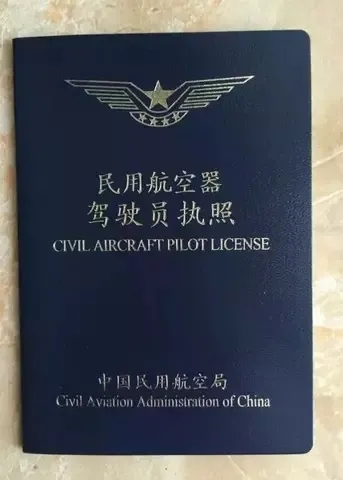 民用航空器
驾驶员执照
CIVIL AIRCRAFT PILOT LICENSE
中国民用航空局
Civil Aviation Administration of China